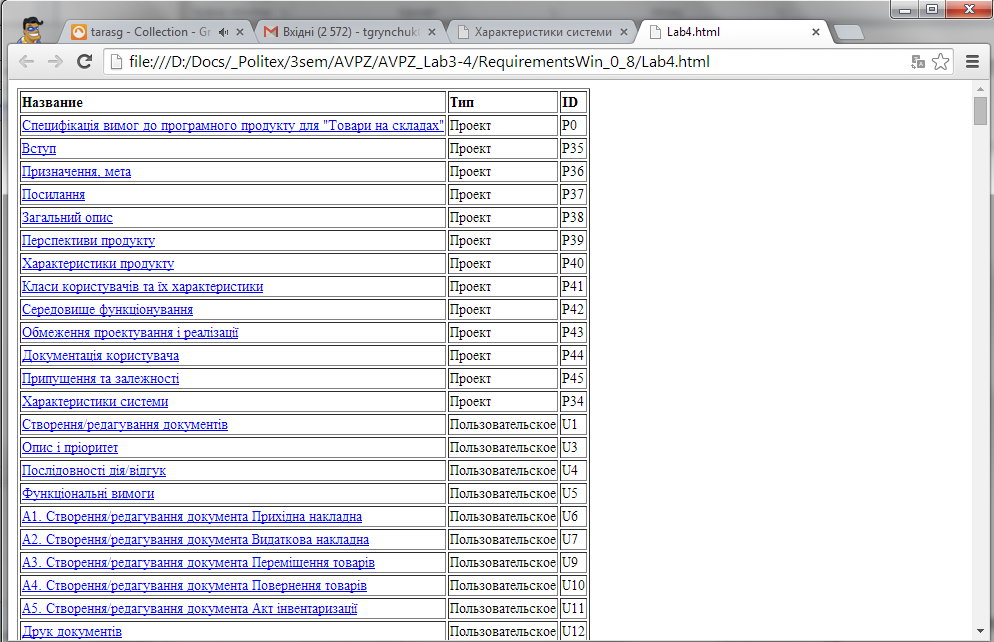 tarasg - Collection - Gr
Вхідні (2 572) - tgrynchuk
Характеристики системи
Lab4.html
file:///D:/Docs/_Politex/3sem/AVPZ/AVPZ_Lab3-4/RequirementsWin_0_8/Lab4.html
Название Тип ID
Специфікація вимог до програмного продукту для "Товари на складах" Проект P0
Вступ Проект P35
Призначення, мета Проект P36
Посилання Проект P37
Загальний опис Проект P38
Перспективи продукту Проект P39
Характеристики продукту Проект P40
Класи користувачів та їх характеристики Проект P41
Середовище функціонування Проект P42
Обмеження проектування і реалізації Проект P43
Документація користувача Проект P44
Припущення та залежності Проект P45
Характеристики системи Проект P34
Створення/редагування документів Пользовательское U1
Опис і пріоритет Пользовательское U3
Послідовності дія/відгук Пользовательское U4
Функціональні вимоги Пользовательское U5
А1. Створення/редагування документа Прихідна накладна Пользовательское U6
А2. Створення/редагування документа Видаткова накладна Пользовательское U7
А3. Створення/редагування документа Переміщення товарів Пользовательское U9
А4. Створення/редагування документа Повернення товарів Пользовательское U10
А5. Створення/редагування документа Акт інвентаризації Пользовательское U11
Друк документів Пользовательское U12